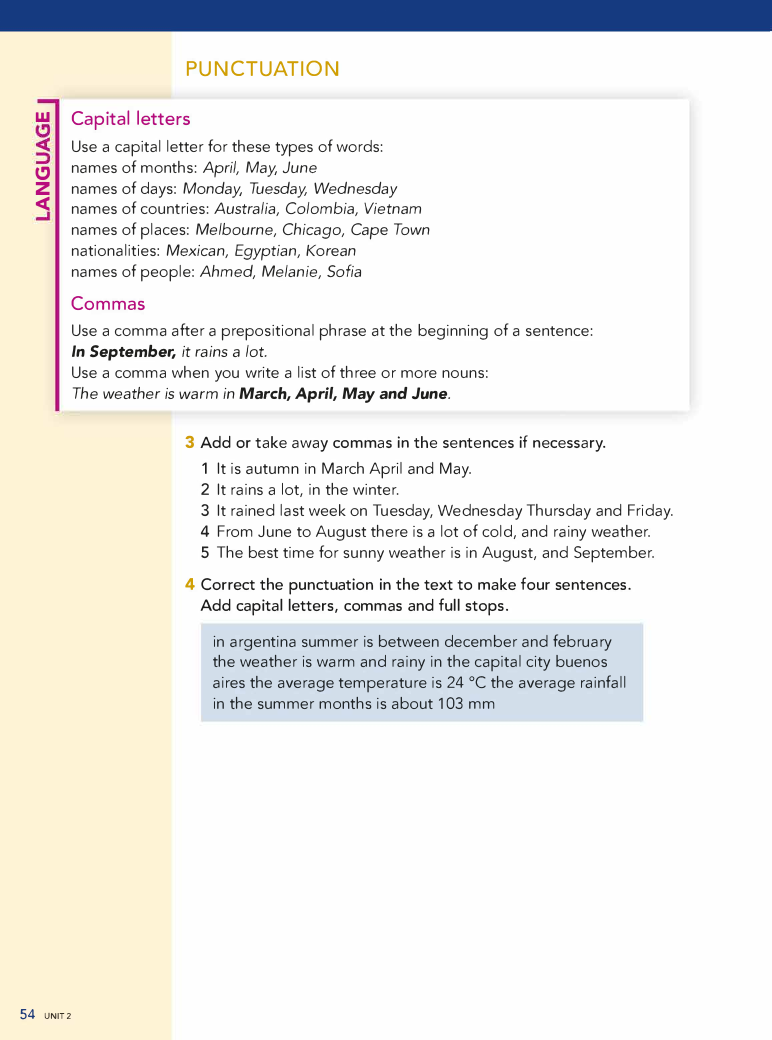 PUNCTUATION
LANGUAGE
Capital letters
Use a capital letter for these types of words:
names of months: April, May, June
names of days: Monday, Tuesday, Wednesday
names of countries: Australia, Colombia, Vietnam
names of places: Melbourne, Chicago, Cape Town
nationalities: Mexican, Egyptian, Korean
names of people: Ahmed, Melanie, Sofia
Commas
Use a comma after a prepositional phrase at the beginning of a sentence:
In September, it rains a lot.
Use a comma when you write a list of three or more nouns:
The weather is warm in March, April, May and June.
3 Add or take away commas in the sentences if necessary.
1 It is autumn in March April and May.
2 It rains a lot, in the winter.
3 It rained last week on Tuesday, Wednesday Thursday and Friday.
4 From June to August there is a lot of cold, and rainy weather.
5 The best time for sunny weather is in August, and September.
4 Correct the punctuation in the text to make four sentences.
Add capital letters, commas and full stops.
in argentina summer is between december and february
the weather is warm and rainy in the capital city buenos
aires the average temperature is 24 °C the average rainfall
in the summer months is about 103 mm
54 UNIT 2